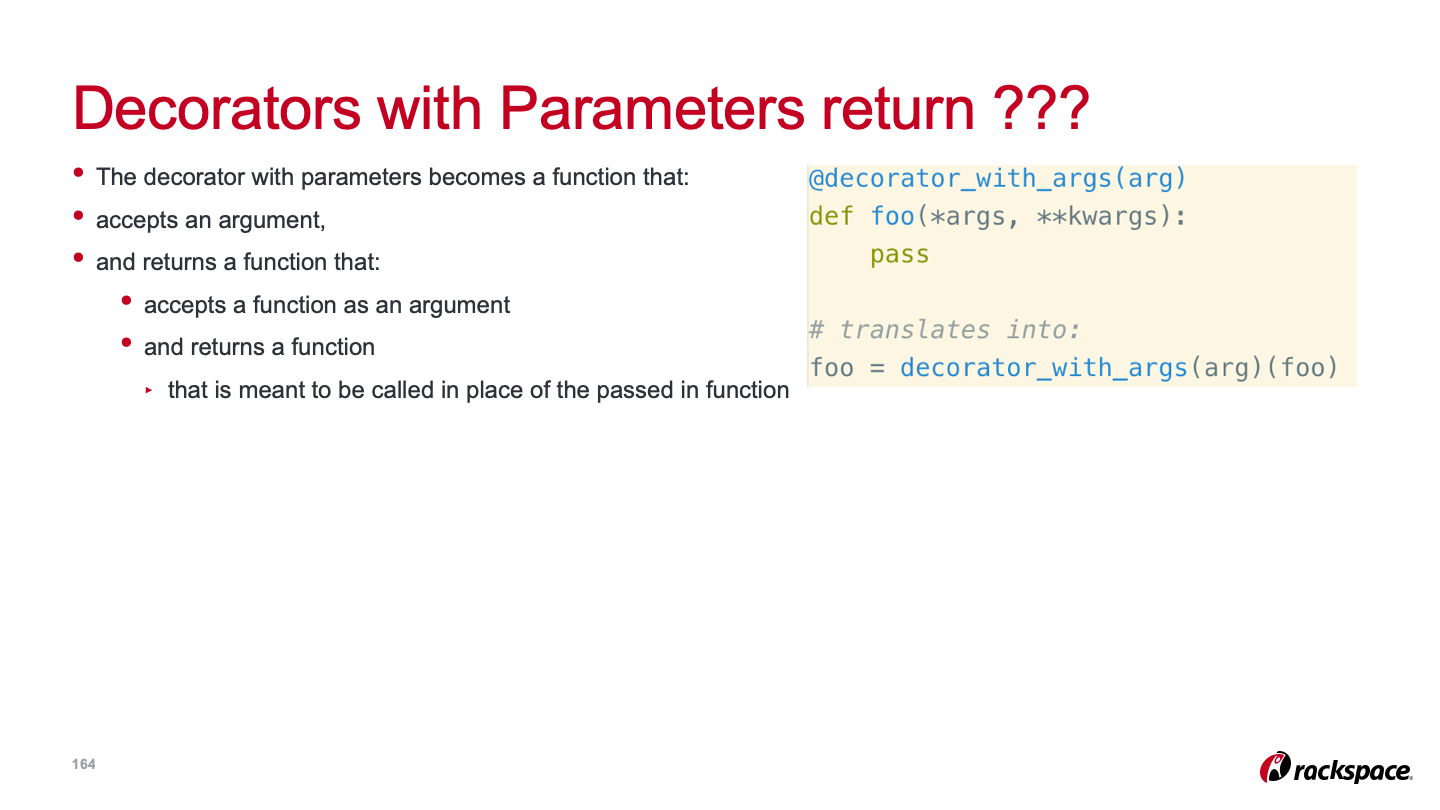 Decorators with Parameters return ???
• The decorator with parameters becomes a function that:
• accepts an argument,
• and returns a function that:
• accepts a function as an argument
• and returns a function
▸ that is meant to be called in place of the passed in function
@decorator_with_args(arg)
def foo(*args, **kwargs):
    pass
# translates into:
foo = decorator_with_args(arg)(foo)
164
rackspace.